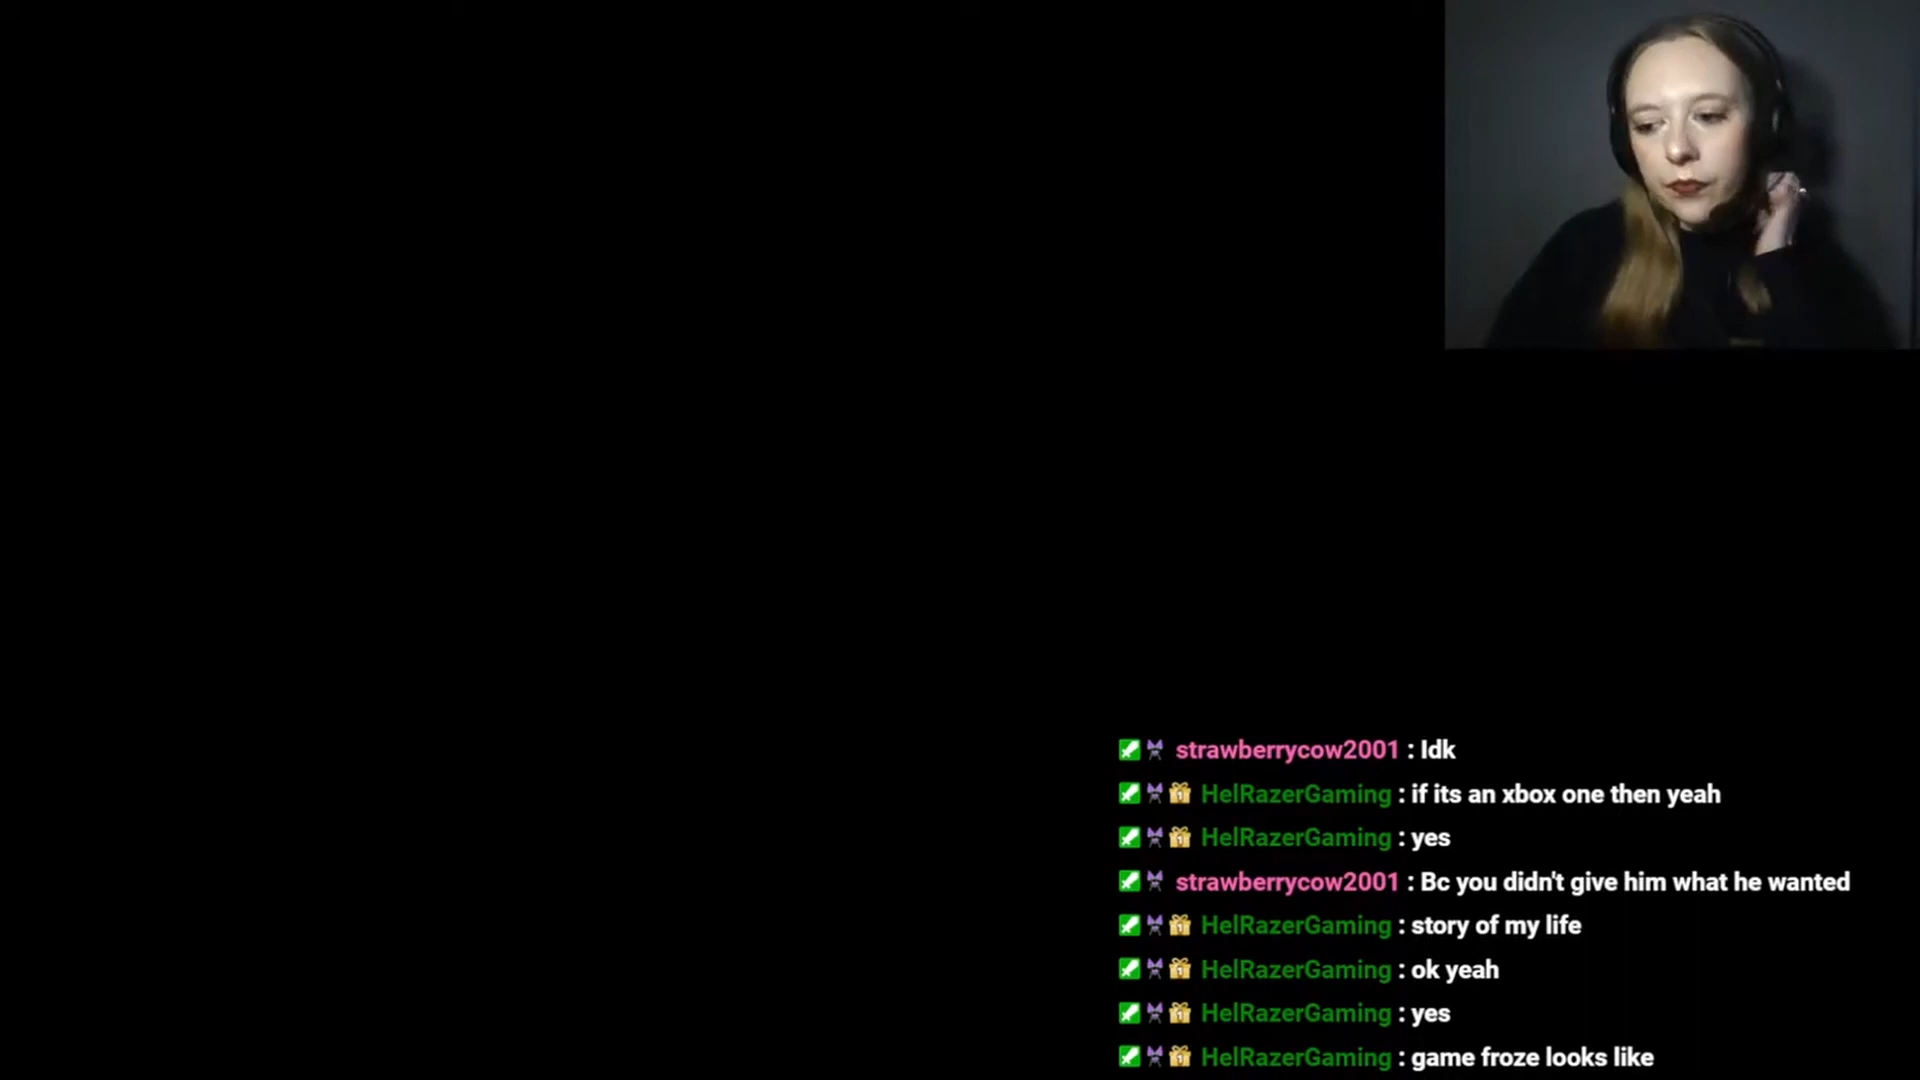 strawberrycow2001 : Idk
HelRazerGaming : if its an xbox one then yeah
HelRazerGaming : yes
strawberrycow2001 : Bc you didn't give him what he wanted
HelRazerGaming : story of my life
HelRazerGaming : ok yeah
HelRazerGaming : yes
HelRazerGaming : game froze looks like